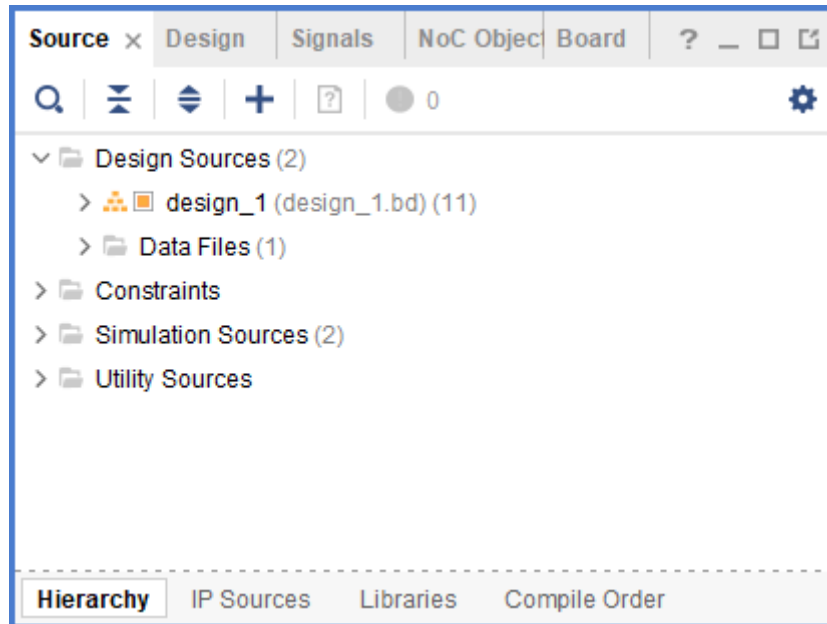 Source × Design Signals NoC Objec Board ? _
? 0
Design Sources (2)
design_1 (design_1.bd) (11)
Data Files (1)
Constraints
Simulation Sources (2)
Utility Sources
Hierarchy IP Sources Libraries Compile Order